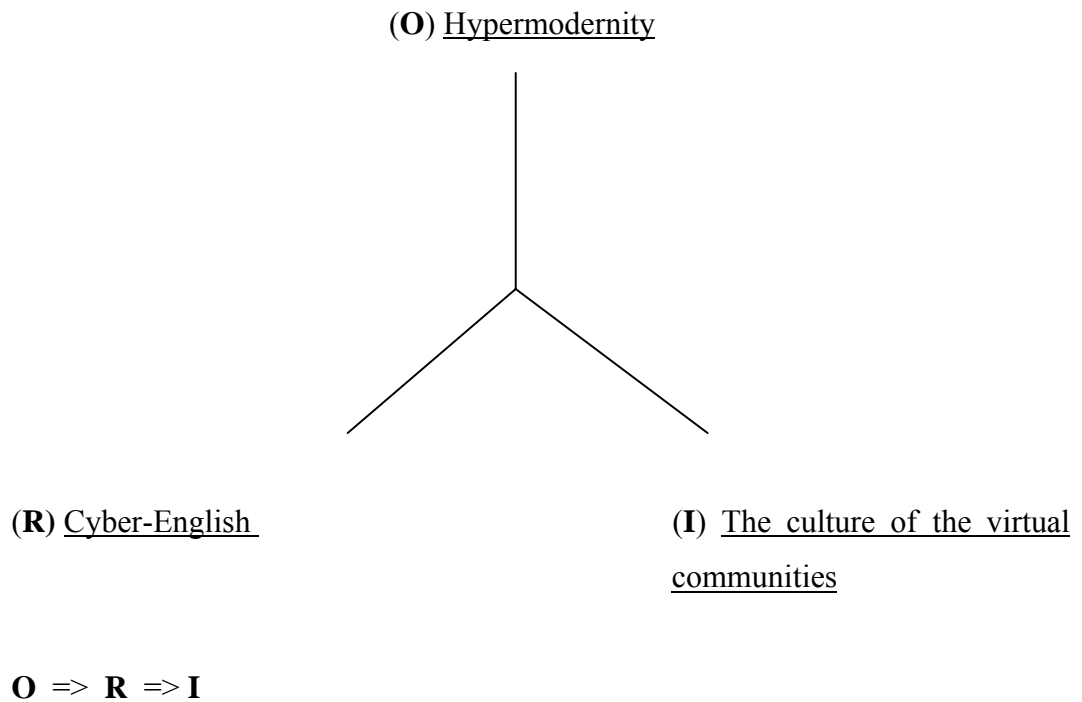 (O) Hypermodernity
(R) Cyber-English
(I) The culture of the virtual
communities
O => R => I